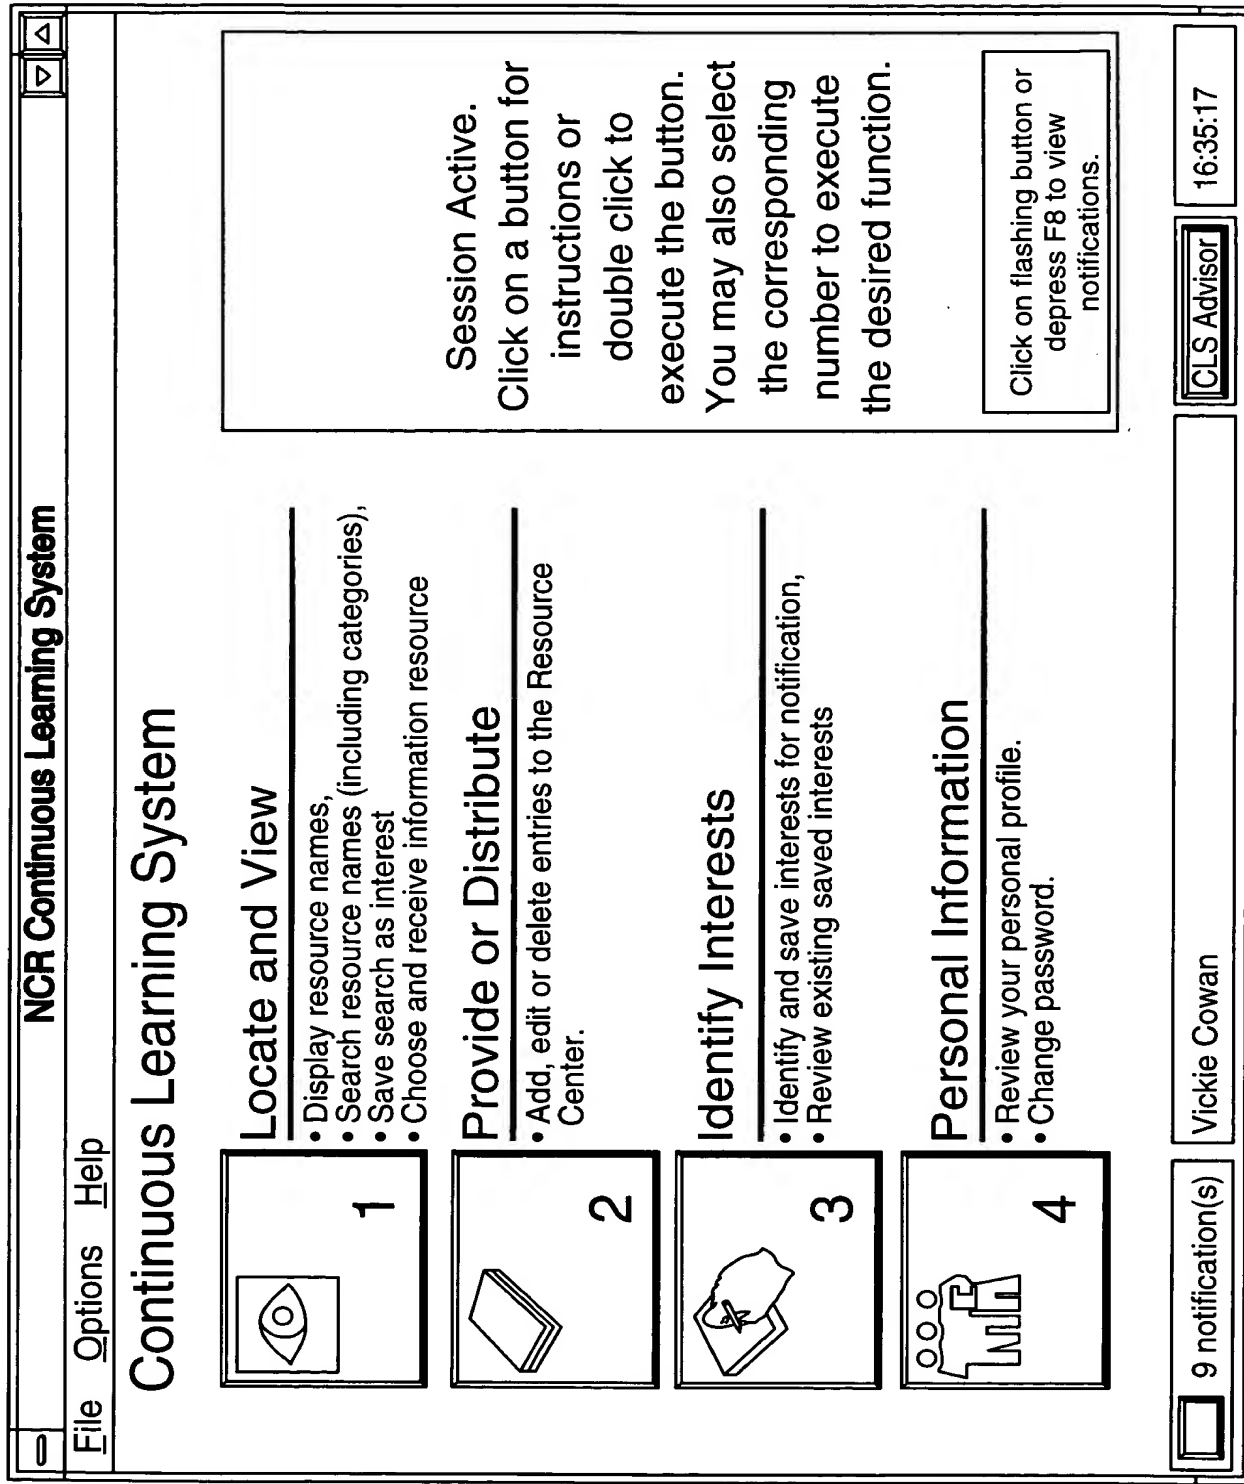 NCR Continuous Learning System
File Options Help
Continuous Learning System
1
Locate and View
• Display resource names,
• Search resource names (including categories),
• Save search as interest
• Choose and receive information resource
2
Provide or Distribute
• Add, edit or delete entries to the Resource
Center.
3
Identify Interests
• Identify and save interests for notification,
• Review existing saved interests
4
Personal Information
• Review your personal profile.
• Change password.
Session Active.
Click on a button for
instructions or
double click to
execute the button.
You may also select
the corresponding
number to execute
the desired function.
Click on flashing button or
depress F8 to view
notifications.
9 notification(s)
Vickie Cowan
CLS Advisor
16:35:17